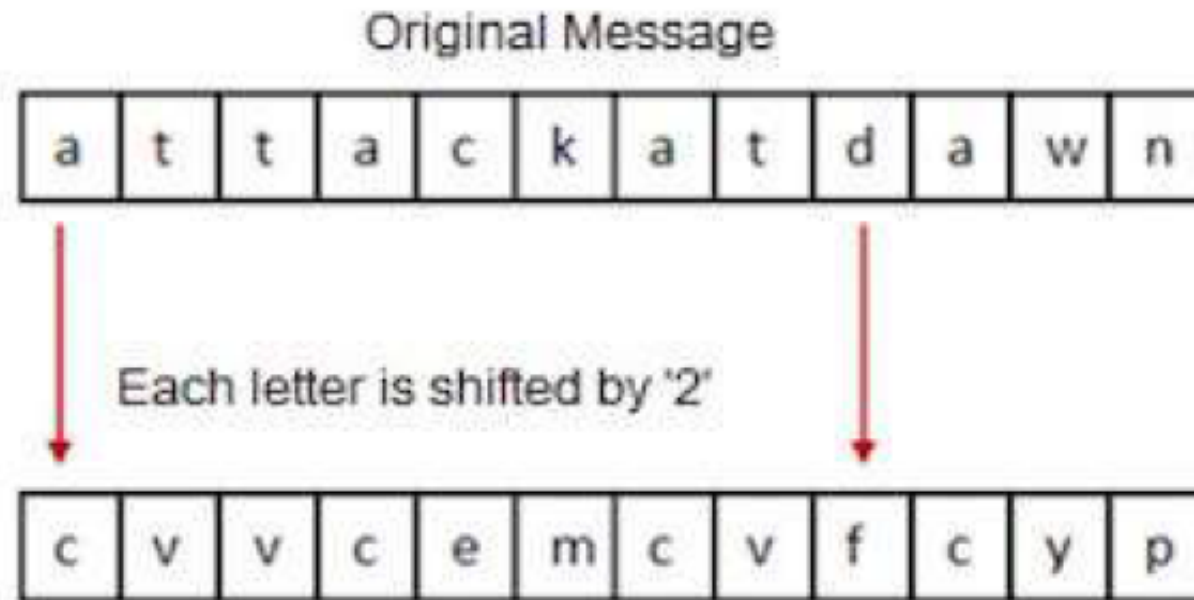 Original Message
a t t a c k a t d a w n
Each letter is shifted by '2'
c v v c e m c v f c y p